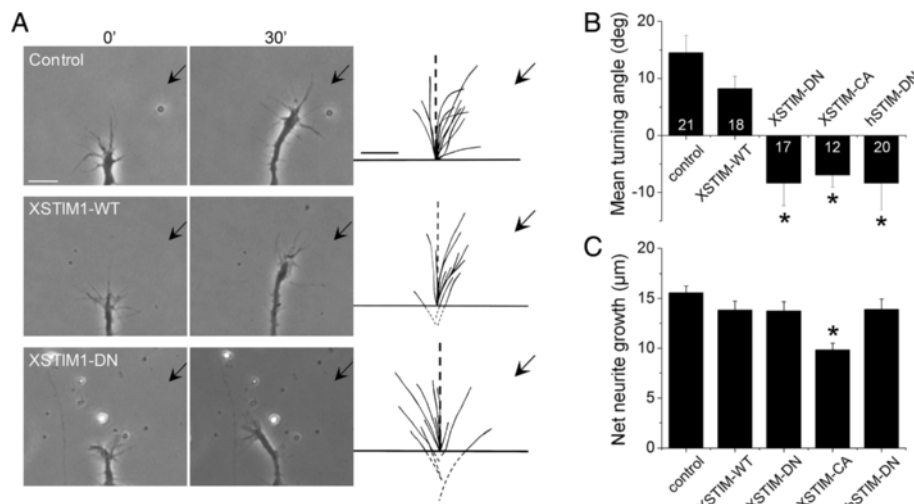 A
0'
30'
Control
XSTIM1-WT
XSTIM1-DN
B
Mean turning angle (deg)
20
10
0
-10
21
18
17
12
20
control
XSTIM-WT
XSTIM-DN
XSTIM-CA
hSTIM-DN
*
*
*
C
Net neurite growth (µm)
20
15
10
5
0
*
control
XSTIM-WT
XSTIM-DN
XSTIM-CA
hSTIM-DN